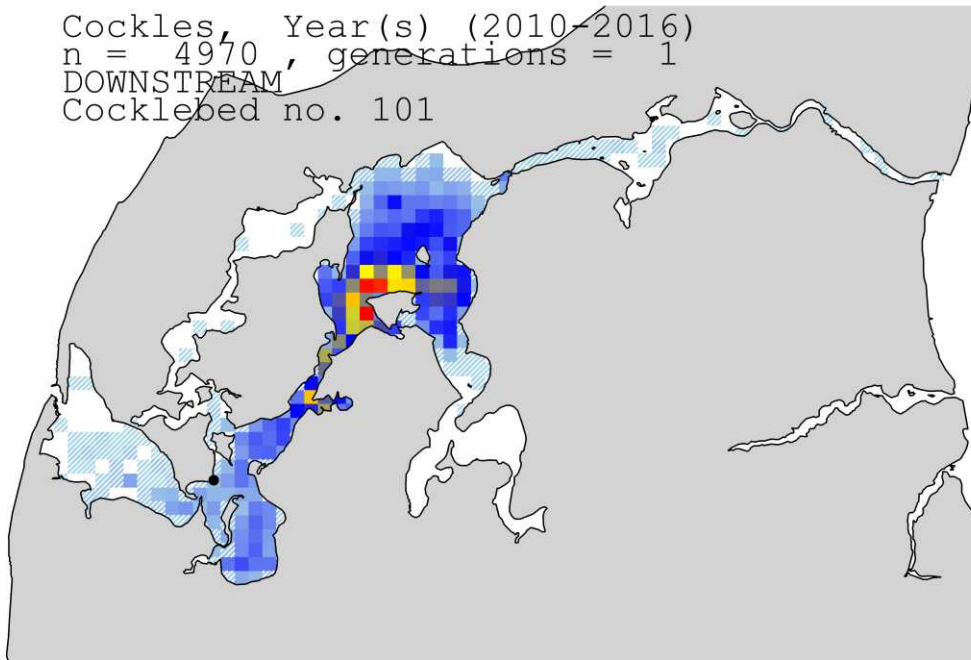 Cockles, Year(s) (2010-2016)
n = 4970 , generations = 1
DOWNSTREAM
Cocklebed no. 101